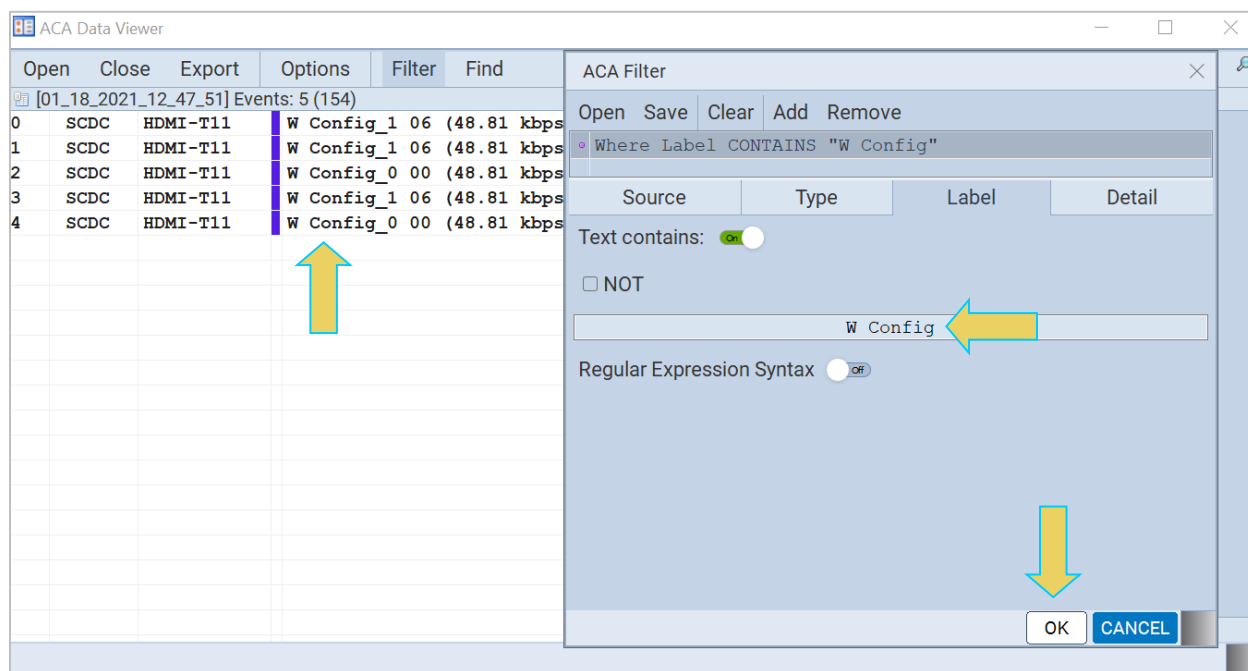 ACA Data Viewer
Open Close Export Options Filter Find
[01_18_2021_12_47_51] Events: 5 (154)
0 SCDC HDMI-T11 W Config_1 06 (48.81 kbps
1 SCDC HDMI-T11 W Config_1 06 (48.81 kbps
2 SCDC HDMI-T11 W Config_0 00 (48.81 kbps
3 SCDC HDMI-T11 W Config_1 06 (48.81 kbps
4 SCDC HDMI-T11 W Config_0 00 (48.81 kbps
ACA Filter
Open Save Clear Add Remove
Where Label CONTAINS "W Config"
Source Type Label Detail
Text contains: On
NOT
W Config
Regular Expression Syntax Off
OK CANCEL